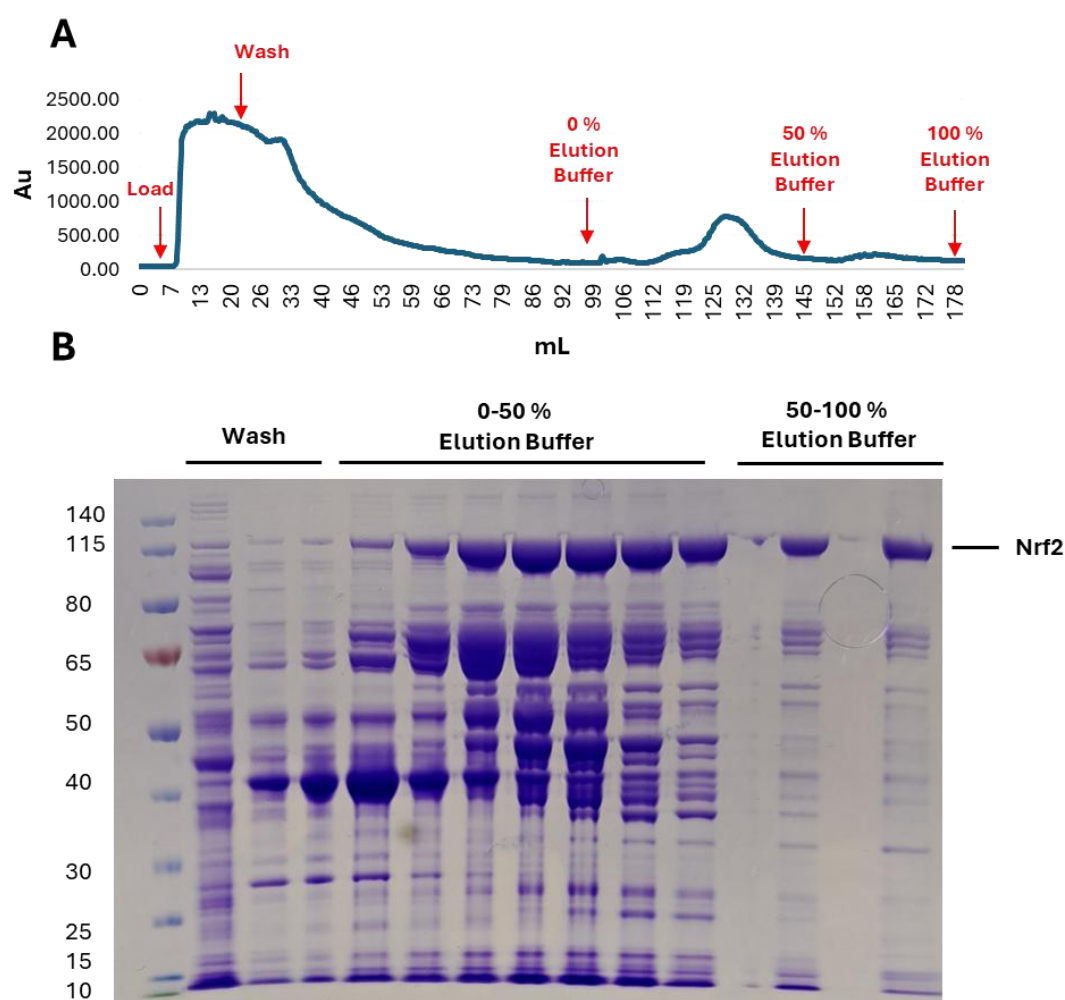 A
Wash
2500.00
2000.00
1500.00
1000.00
500.00
0.00
Au
Load
0 %
Elution
Buffer
50 %
Elution
Buffer
100 %
Elution
Buffer
0 7 13 20 26 33 40 46 53 59 66 73 79 86 92 99 106 112 119 125 132 139 145 152 158 165 172 178
mL
B
Wash
0-50 %
Elution Buffer
50-100 %
Elution Buffer
140
115
80
65
50
40
30
25
15
10
Nrf2